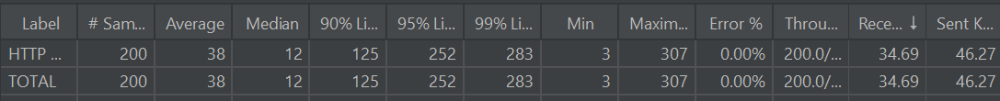 Label # Sam... Average Median 90% Li... 95% Li... 99% Li... Min Maxim... Error % Throu... Rece... ↓ Sent K...
HTTP ... 200 38 12 125 252 283 3 307 0.00% 200.0/... 34.69 46.27
TOTAL 200 38 12 125 252 283 3 307 0.00% 200.0/... 34.69 46.27